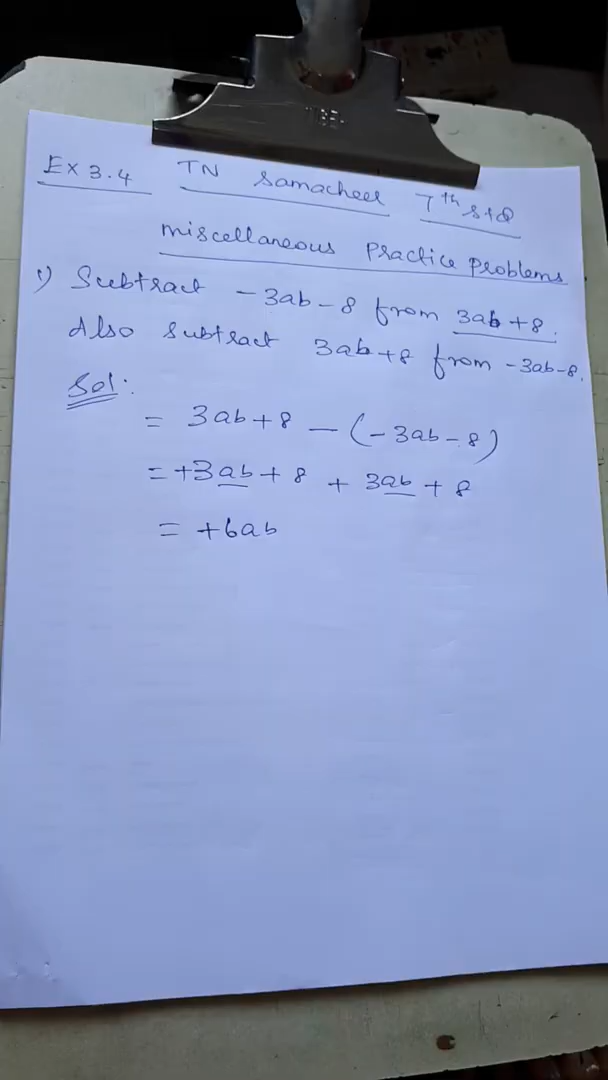 Ex 3.4 TN samacheer 7th std
miscellaneous Practice Problems
1) Subtract -3ab-8 from 3ab+8.
Also subtract 3ab+8 from -3ab-8.
Sol:
= 3ab+8 - (-3ab-8)
= +3ab+8 + 3ab+8
= +6ab